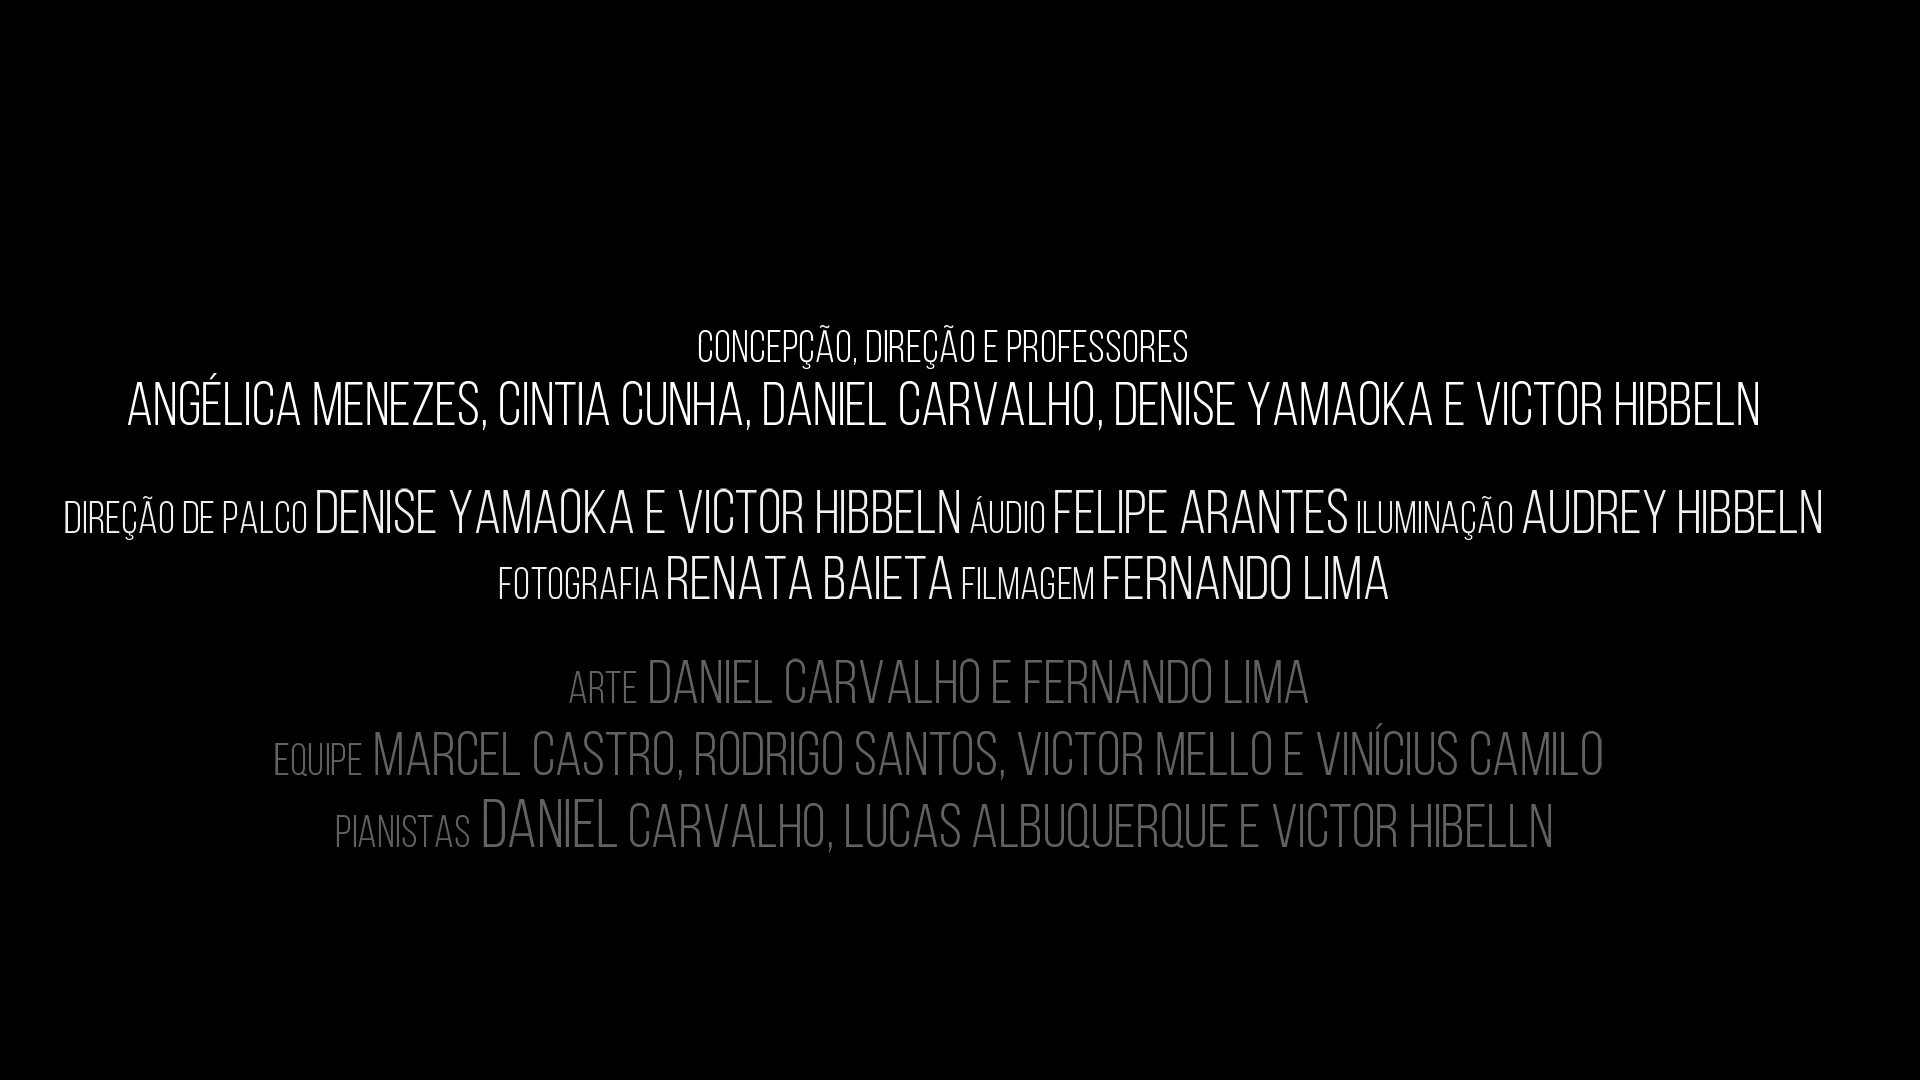 CONCEPÇÃO, DIREÇÃO E PROFESSORES
ANGÉLICA MENEZES, CINTIA CUNHA, DANIEL CARVALHO, DENISE YAMAOKA E VICTOR HIBBELN
DIREÇÃO DE PALCO DENISE YAMAOKA E VICTOR HIBBELN ÁUDIO FELIPE ARANTES ILUMINAÇÃO AUDREY HIBBELN
FOTOGRAFIA RENATA BAIETA FILMAGEM FERNANDO LIMA
ARTE DANIEL CARVALHO E FERNANDO LIMA
EQUIPE MARCEL CASTRO, RODRIGO SANTOS, VICTOR MELLO E VINÍCIUS CAMILO
PIANISTAS DANIEL CARVALHO, LUCAS ALBUQUERQUE E VICTOR HIBELLN